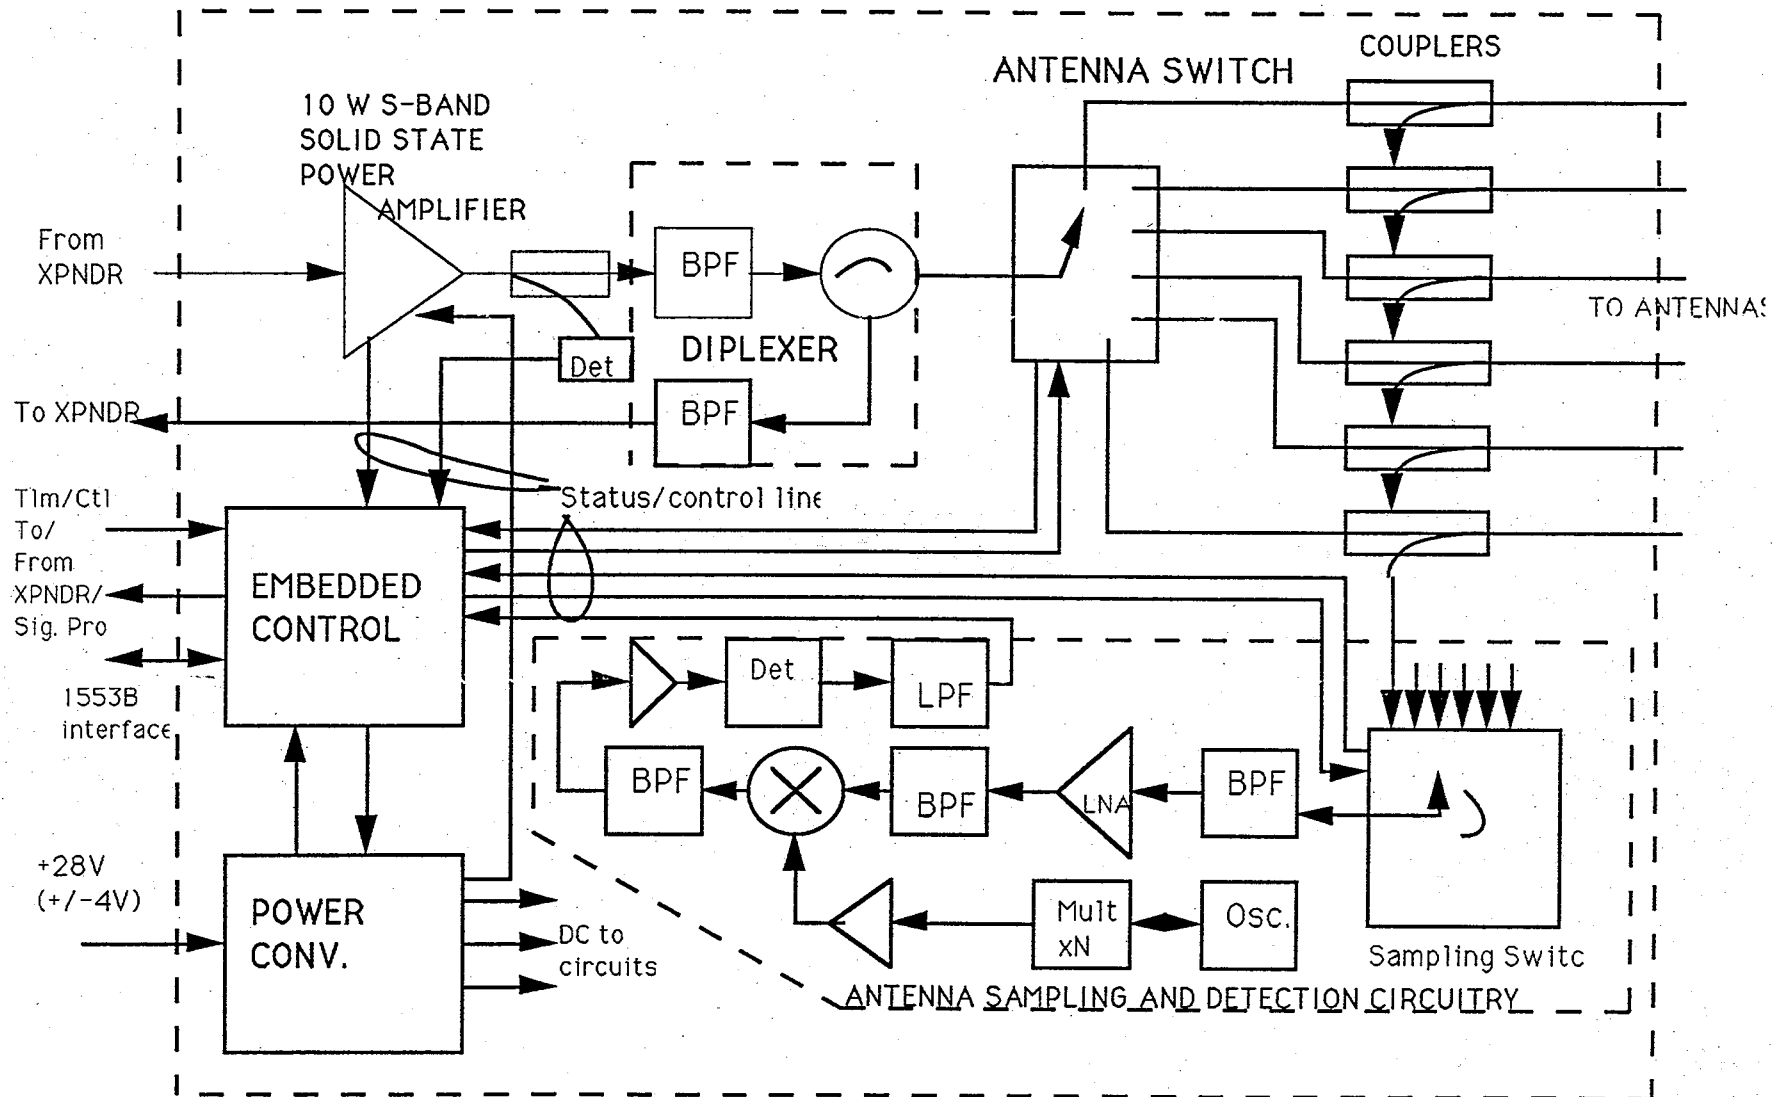 COUPLERS
ANTENNA SWITCH
10 W S-BAND
SOLID STATE
POWER
AMPLIFIER
From
XPNDR
BPF
TO ANTENNAS
DIPLEXER
Det
To XPNDR
BPF
Tlm/Ctl
To/
From
XPNDR/
Sig. Pro
Status/control line
EMBEDDED
CONTROL
1553B
interface
Det
LPF
BPF
BPF
LNA
BPF
+28V
(+/-4V)
POWER
CONV.
DC to
circuits
Mult
xN
Osc.
Sampling Switc
ANTENNA SAMPLING AND DETECTION CIRCUITRY